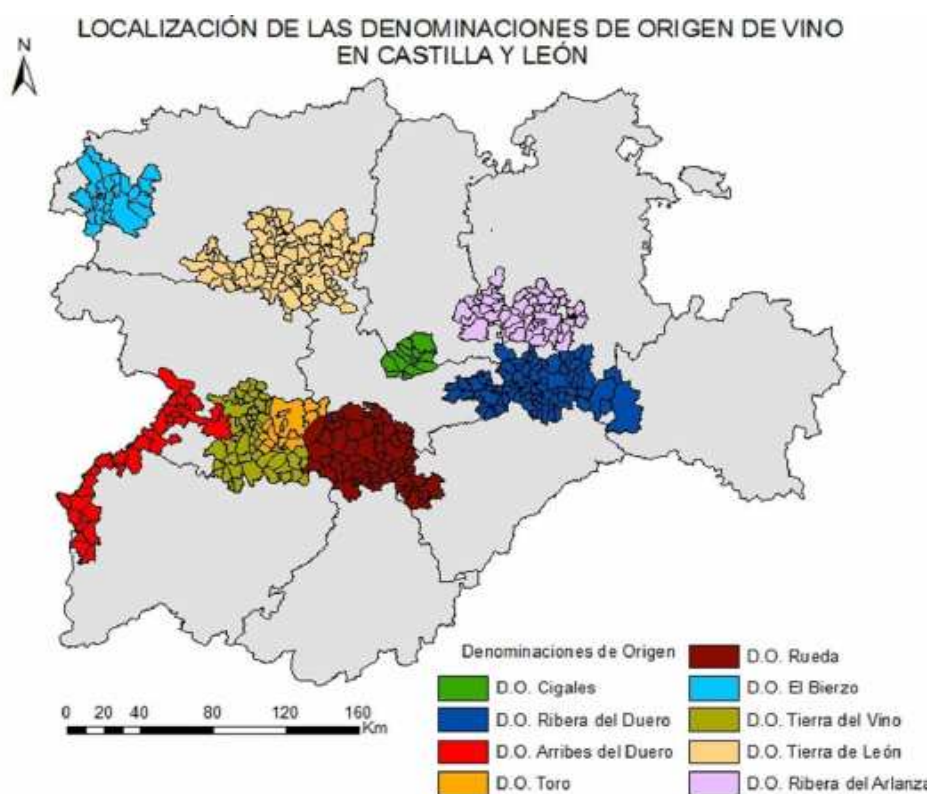 LOCALIZACIÓN DE LAS DENOMINACIONES DE ORIGEN DE VINO
EN CASTILLA Y LEÓN
N
Denominaciones de Origen
D.O. Cigales
D.O. Ribera del Duero
D.O. Arribes del Duero
D.O. Toro
D.O. Rueda
D.O. El Bierzo
D.O. Tierra del Vino
D.O. Tierra de León
D.O. Ribera del Arlanza
0 20 40 80 120 160
Km